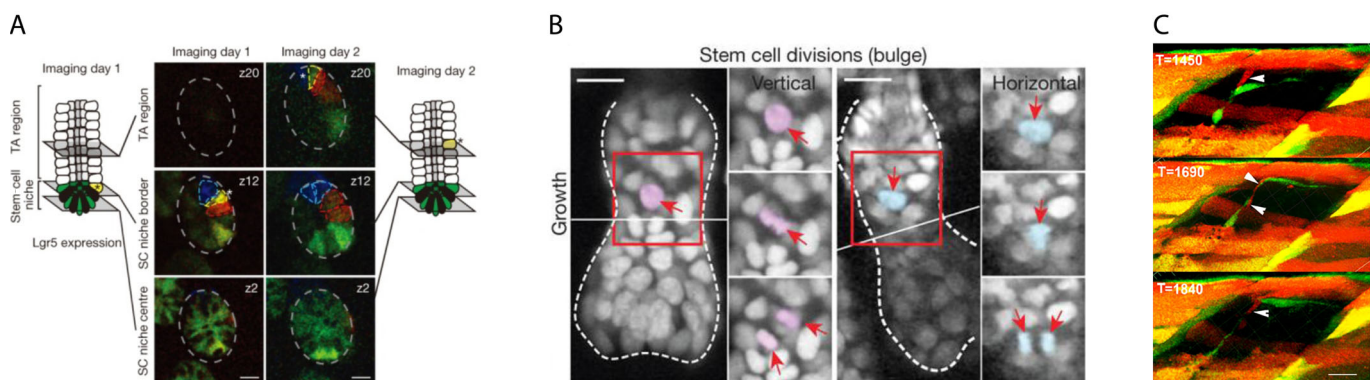 A
Imaging day 1
Imaging day 1
Imaging day 2
Imaging day 2
TA region
Stem-cell
niche
Lgr5 expression
TA region
SC niche border
SC niche centre
z20
z20
z12
z12
z2
z2
*
*
*
*
*
B
Stem cell divisions (bulge)
Growth
Vertical
Horizontal
C
T=1450
T=1690
T=1840